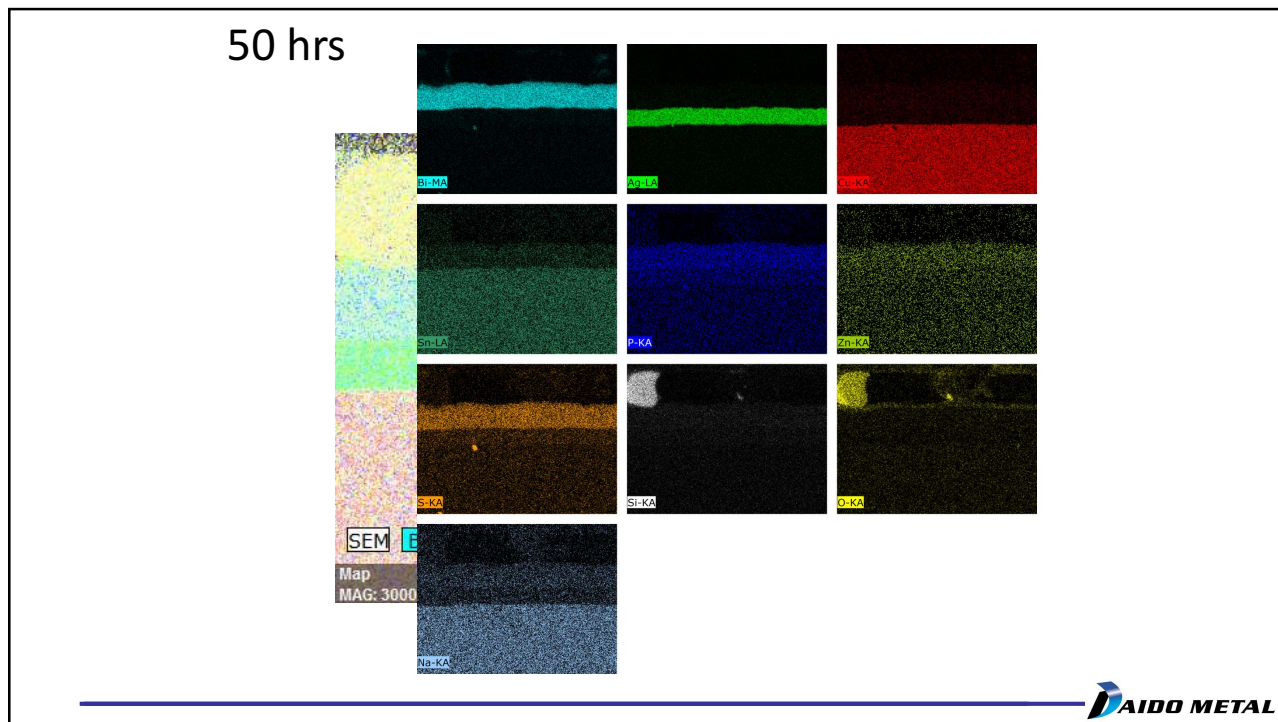 50 hrs
Bi-MA
Ag-LA
Cu-KA
Sn-LA
P-KA
Zn-KA
S-KA
Si-KA
O-KA
SEM
Map
MAG: 3000
Na-KA
DAIDO METAL